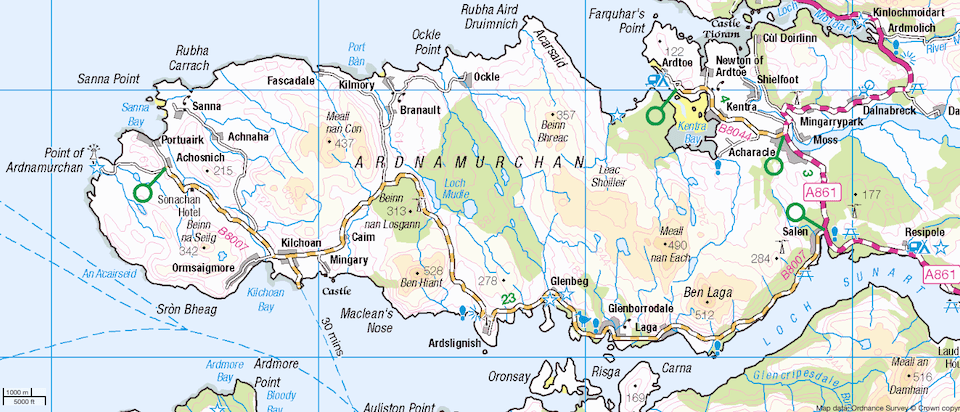 Rubha Aird
Druimnich
Farquhar's
Point
Castle
Tioram
Loch
Moidart
Kinlochmoidart
Ardmolich
River M
Cùl Doirlinn
Rubha
Carrach
Port
Bàn
Ockle
Point
Acarsaid
122
Ardtoe
Newton of
Ardtoe
Shielfoot
Sanna Point
Fascadale
Kilmory
Ockle
Sanna
Bay
Sanna
Branault
Kentra
4
Dalnabreck
Da
Portuairk
Achnaha
Meall
nan Con
437
357
Beinn
Bhreac
Kentra
Bay
B8044
Mingarrypark
Moss
Point of
Ardnamurchan
Achosnich
215
ARDNAMURCHAN
Leac
Shoilleir
Acharacle
3
A861
177
Sonachan
Hotel
Beinn
na Seilg
342
B8007
Beinn
313
nan Losgann
Loch
Mudle
Meall
490
nan Each
Salen
284
Resipole
Kilchoan
Caim
An Acairseid
Ormsaigmore
Mingary
Castle
528
Ben Hiant
278
Glenbeg
B8007
A861
LOCH SUNART
Sròn Bheag
Kilchoan
Bay
Maclean's
Nose
23
Glenborrodale
Laga
Ben Laga
512
30 mins
Ardslignish
Ardmore
Bay
Ardmore
Point
Bloody
Bay
Auliston Point
Oronsay
Risga
Carna
169
Glencripesdale
Laud
Hou
Meall an
516
Damhain
1000 m
5000 ft
Map data: Ordnance Survey © Crown copy